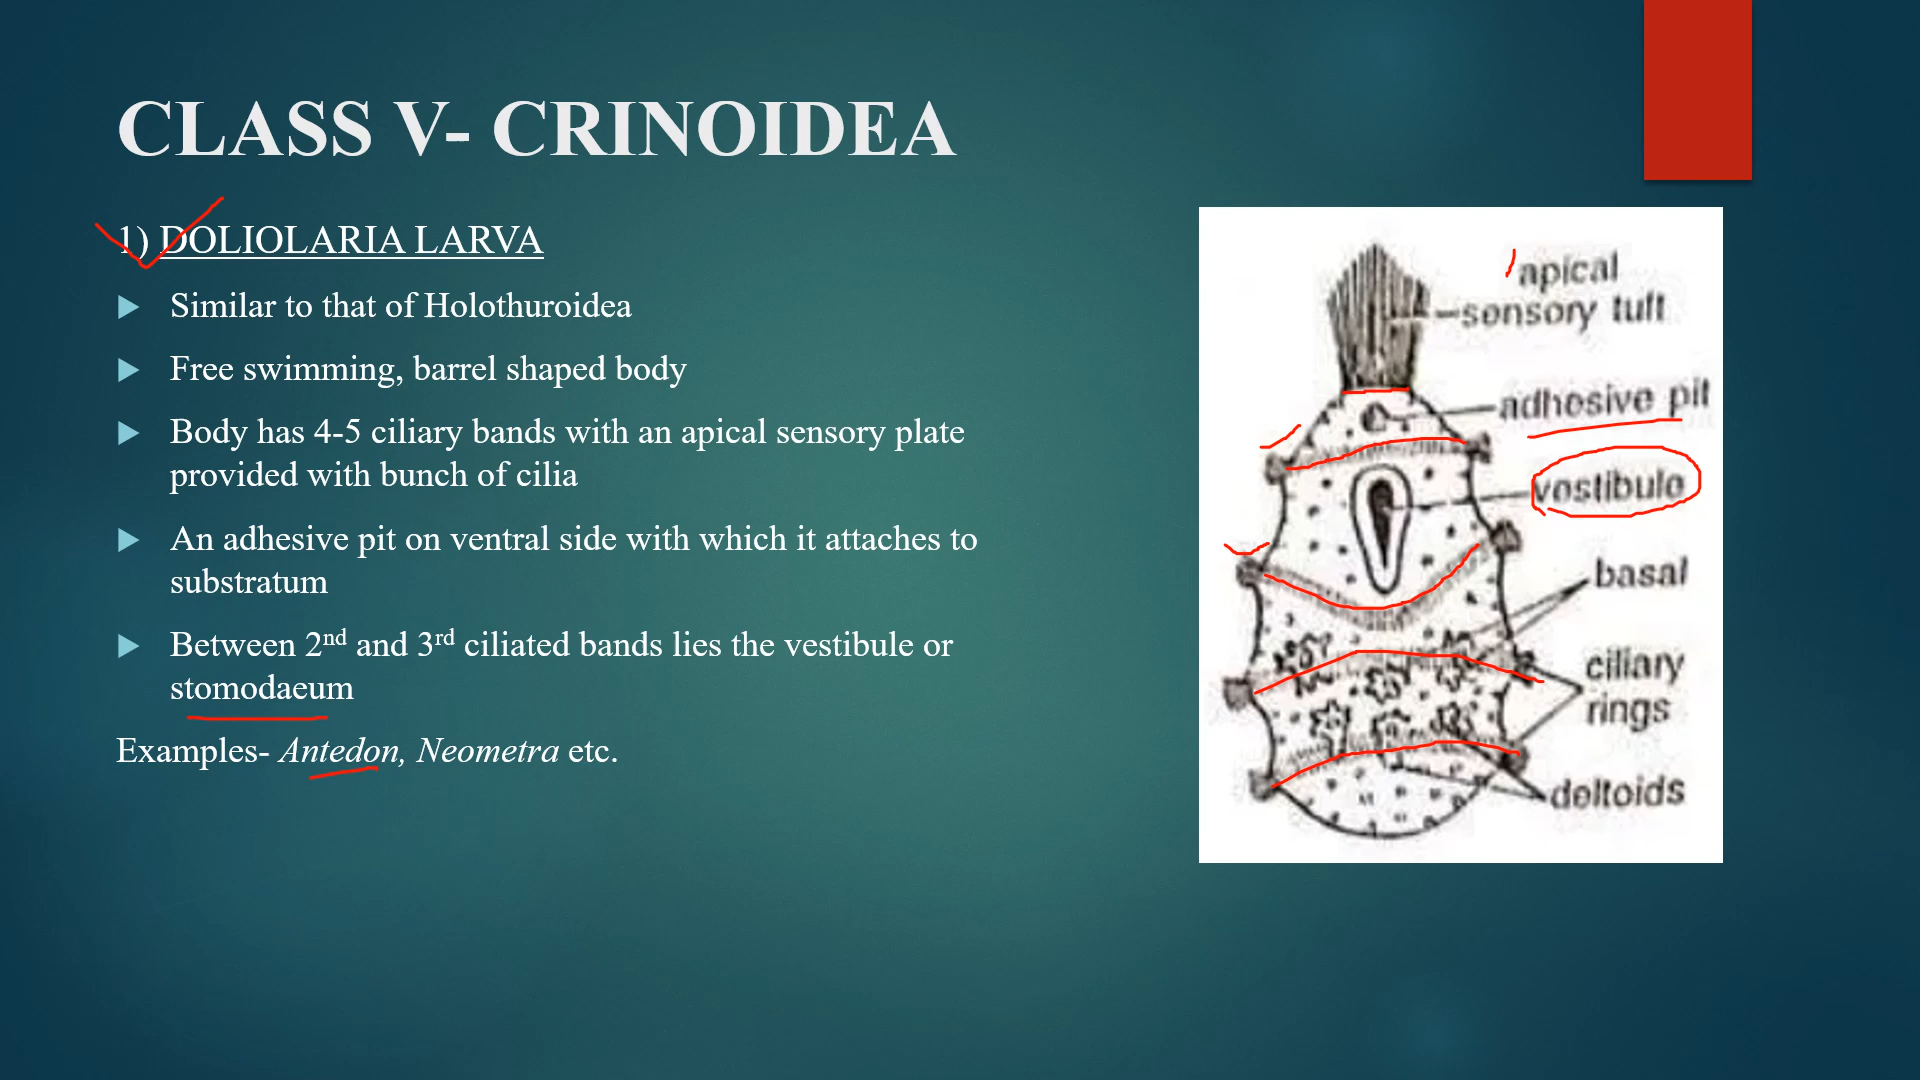 CLASS V- CRINOIDEA
1) DOLIOLARIA LARVA
Similar to that of Holothuroidea
Free swimming, barrel shaped body
Body has 4-5 ciliary bands with an apical sensory plate
provided with bunch of cilia
An adhesive pit on ventral side with which it attaches to
substratum
Between 2nd and 3rd ciliated bands lies the vestibule or
stomodaeum
Examples- Antedon, Neometra etc.
apical
sensory tuft
adhesive pit
vestibule
basal
ciliary
rings
deltoids